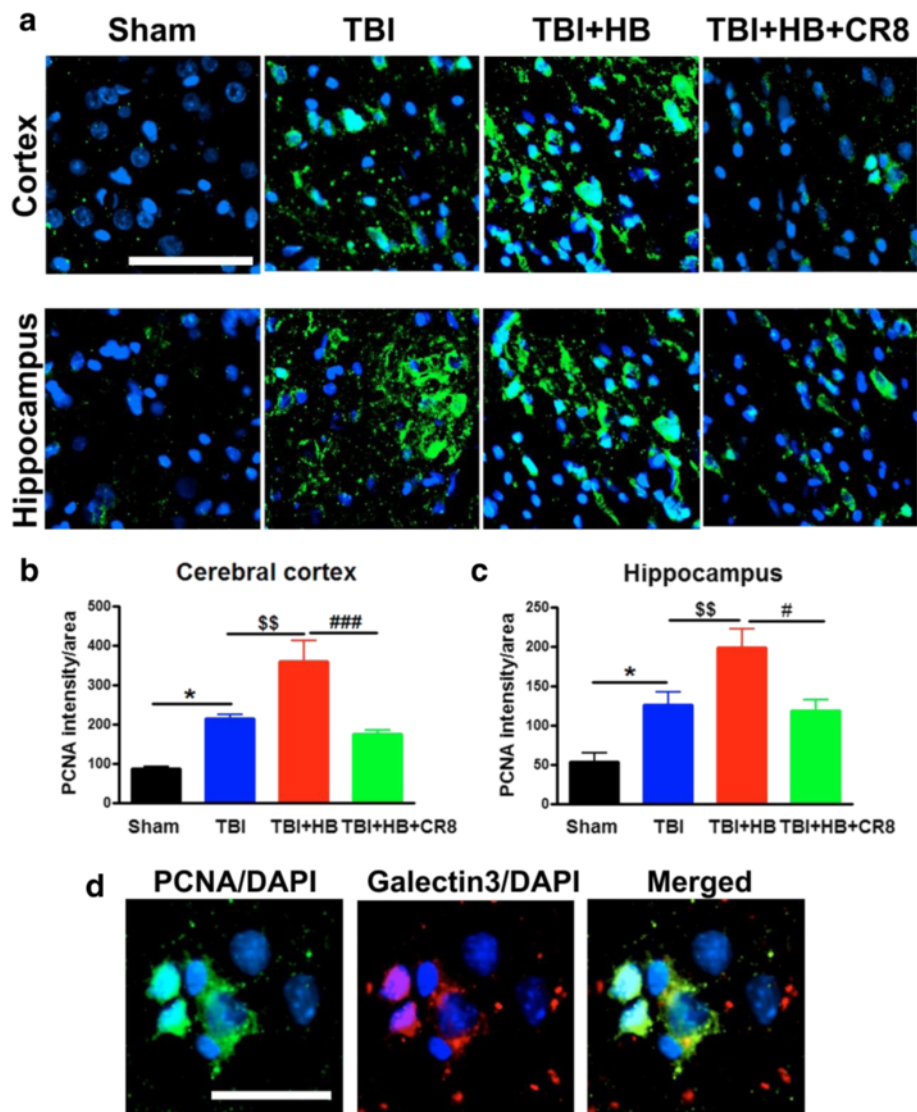 a
Sham TBI TBI+HB TBI+HB+CR8
Cortex
Hippocampus
b Cerebral cortex
PCNA intensity/area
500
400
300
200
100
0
* $$ ###
Sham TBI TBI+HB TBI+HB+CR8
c Hippocampus
PCNA intensity/area
250
200
150
100
50
0
* $$ #
Sham TBI TBI+HB TBI+HB+CR8
d PCNA/DAPI Galectin3/DAPI Merged